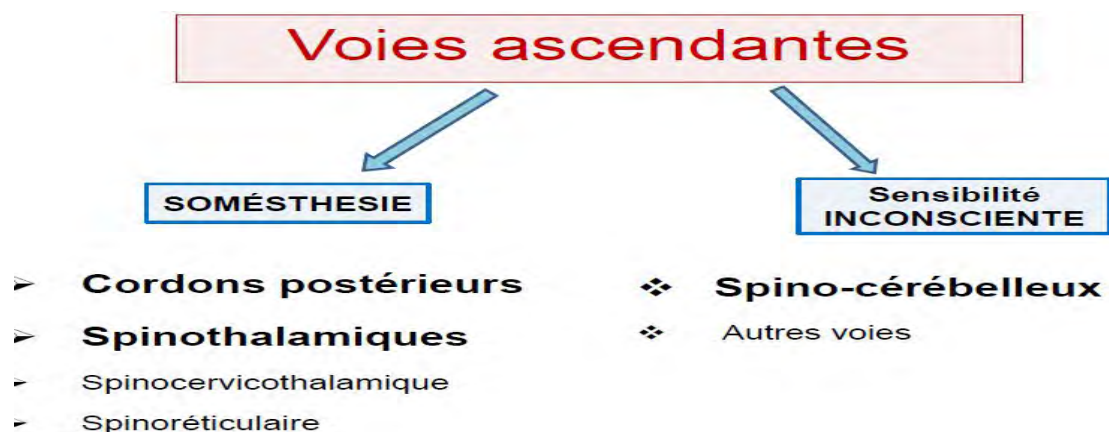 Voies ascendantes
SOMÉSTHESIE
Sensibilité
INCONSCIENTE
➢ Cordons postérieurs
➢ Spinothalamiques
➢ Spinocervicothalamique
➢ Spinoréticulaire
❖ Spino-cérébelleux
❖ Autres voies